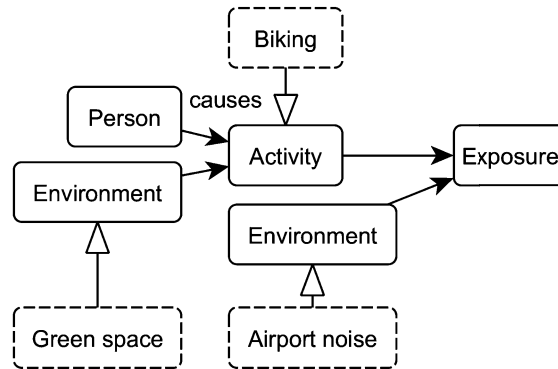 Biking
causes
Person
Activity
Exposure
Environment
Environment
Green space
Airport noise